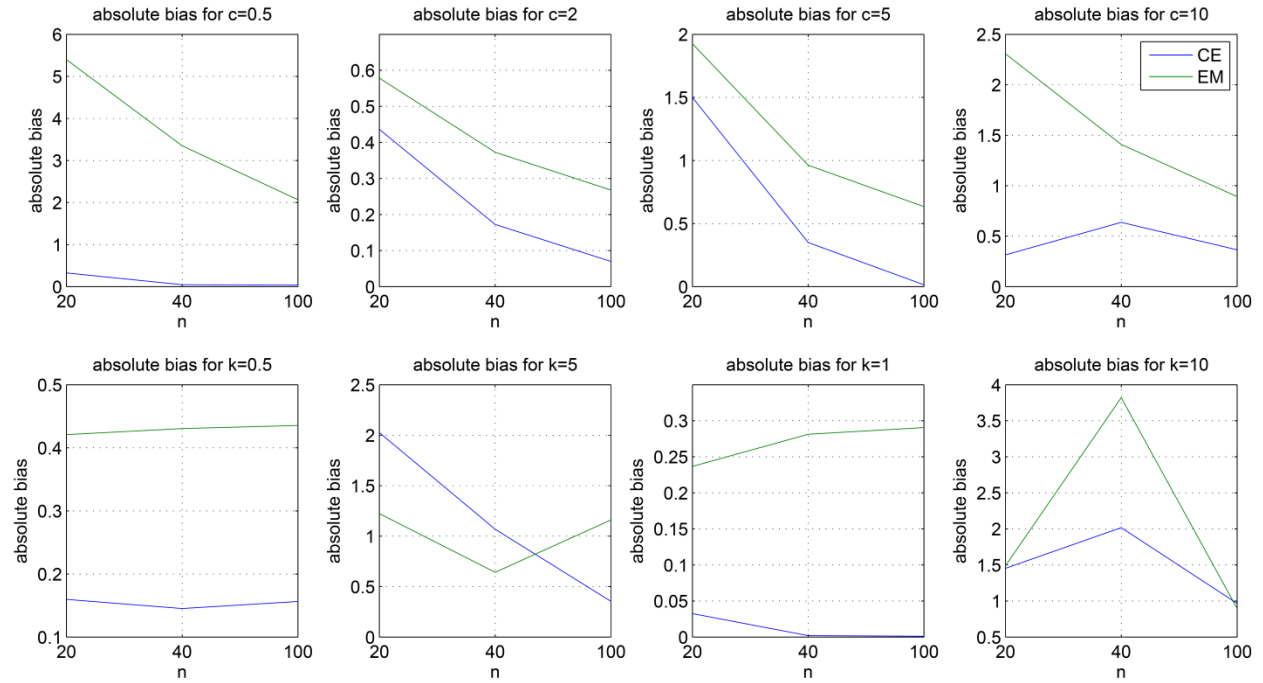 absolute bias for c=0.5
6
5
4
3
2
1
0
absolute bias
20 40 100
n
absolute bias for c=2
0.6
0.5
0.4
0.3
0.2
0.1
0
absolute bias
20 40 100
n
absolute bias for c=5
2
1.5
1
0.5
0
absolute bias
20 40 100
n
absolute bias for c=10
2.5
2
1.5
1
0.5
0
absolute bias
CE
EM
20 40 100
n
absolute bias for k=0.5
0.5
0.4
0.3
0.2
0.1
absolute bias
20 40 100
n
absolute bias for k=5
2.5
2
1.5
1
0.5
0
absolute bias
20 40 100
n
absolute bias for k=1
0.3
0.25
0.2
0.15
0.1
0.05
0
absolute bias
20 40 100
n
absolute bias for k=10
4
3.5
3
2.5
2
1.5
1
0.5
absolute bias
20 40 100
n